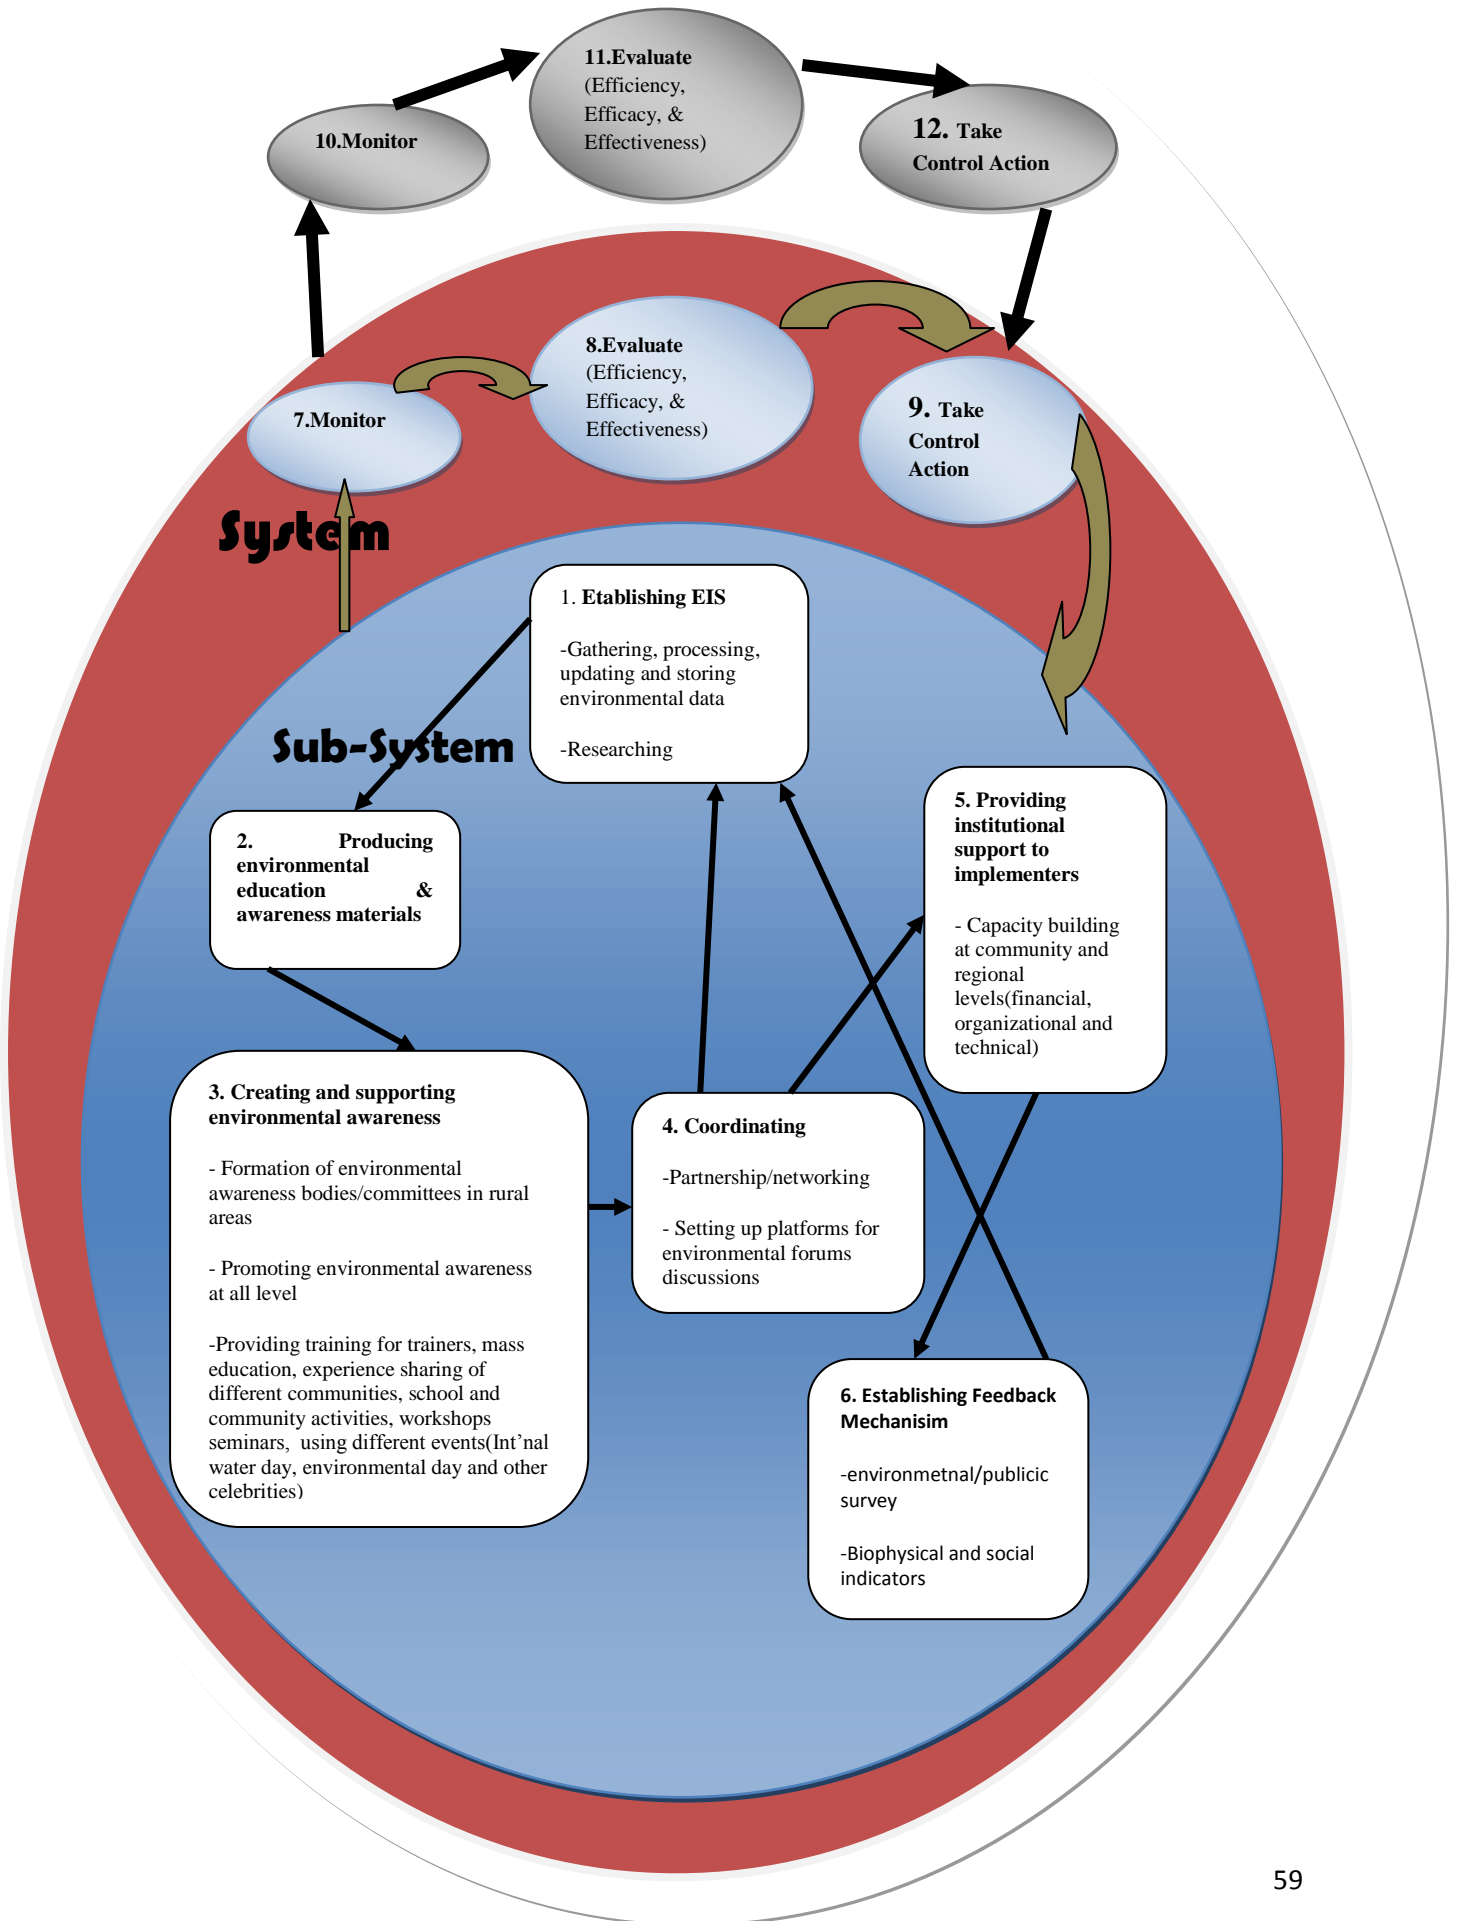 11.Evaluate
(Efficiency,
Efficacy, &
Effectiveness)
10.Monitor
12. Take
Control Action
8.Evaluate
(Efficiency,
Efficacy, &
Effectiveness)
7.Monitor
9. Take
Control
Action
System
1. Etablishing EIS
-Gathering, processing,
updating and storing
environmental data
-Researching
Sub-System
2. Producing
environmental
education &
awareness materials
5. Providing
institutional
support to
implementers
- Capacity building
at community and
regional
levels(financial,
organizational and
technical)
3. Creating and supporting
environmental awareness
- Formation of environmental
awareness bodies/committees in rural
areas
- Promoting environmental awareness
at all level
-Providing training for trainers, mass
education, experience sharing of
different communities, school and
community activities, workshops
seminars,  using different events(Int’nal
water day, environmental day and other
celebrities)
4. Coordinating
-Partnership/networking
- Setting up platforms for
environmental forums
discussions
6. Establishing Feedback
Mechanisim
-environmetnal/publicic
survey
-Biophysical and social
indicators
59